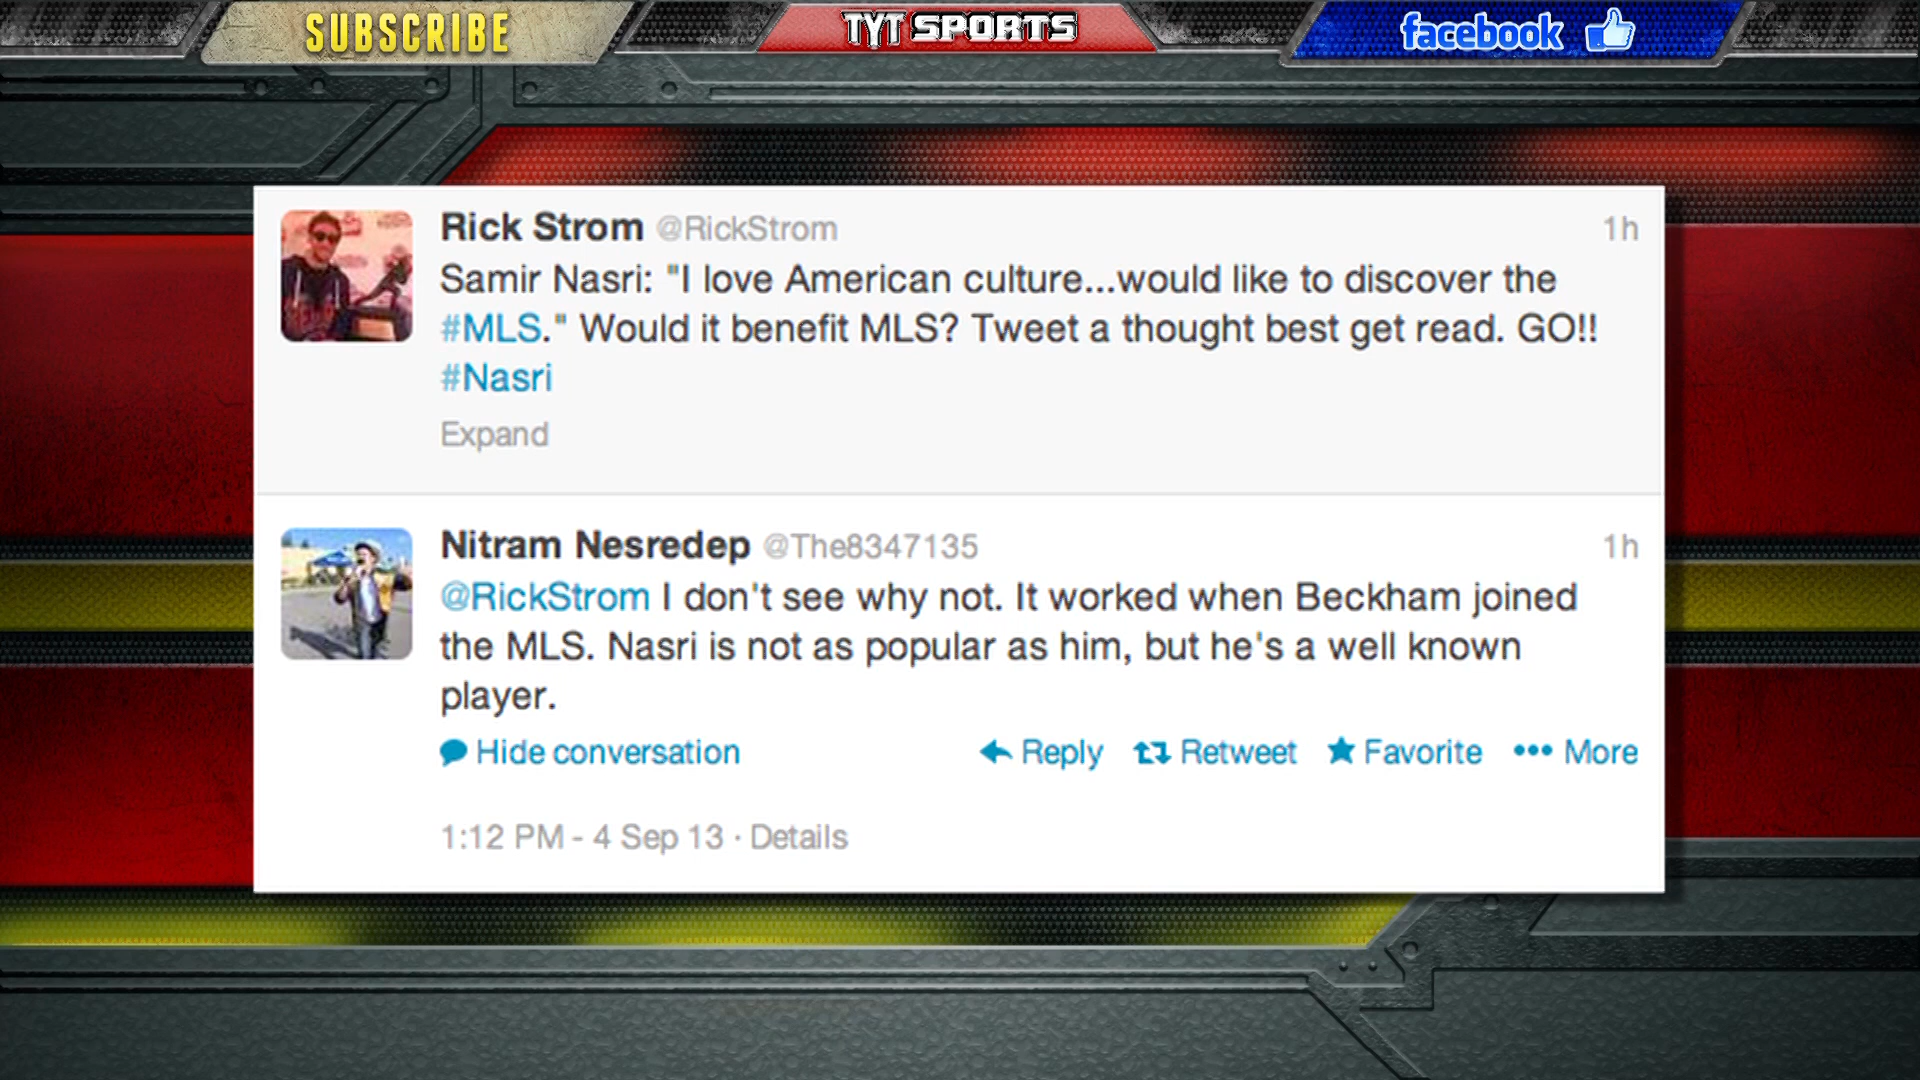 SUBSCRIBE
TYT SPORTS
facebook
Rick Strom @RickStrom 1h
Samir Nasri: "I love American culture...would like to discover the
#MLS." Would it benefit MLS? Tweet a thought best get read. GO!!
#Nasri
Expand
Nitram Nesredep @The8347135 1h
@RickStrom I don't see why not. It worked when Beckham joined
the MLS. Nasri is not as popular as him, but he's a well known
player.
Hide conversation Reply Retweet Favorite More
1:12 PM - 4 Sep 13 · Details